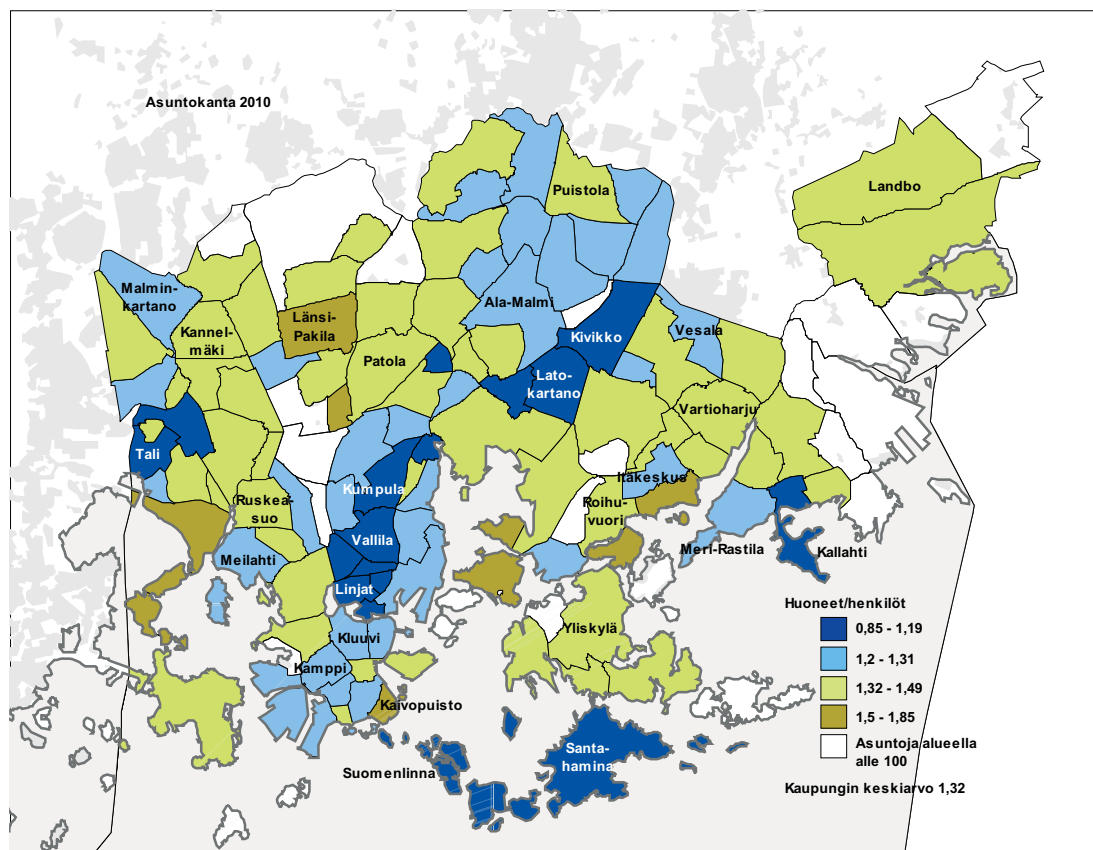 Asuntokanta 2010
Landbo
Puistola
Malmin-
kartano
Ala-Malmi
Länsi-
Pakila
Kannel-
mäki
Kivikko
Vesala
Patola
Lato-
kartano
Vartioharju
Tali
Itäkeskus
Kumpula
Ruskea-
suo
Roihu-
vuori
Vallila
Meilahti
Meri-Rastila
Kallahti
Linjat
Huoneet/henkilöt
0,85 - 1,19
Kluuvi
Yliskylä
1,2 - 1,31
Kamppi
1,32 - 1,49
Kaivopuisto
1,5 - 1,85
Asuntoja alueella
alle 100
Santa-
hamina
Suomenlinna
Kaupungin keskiarvo 1,32